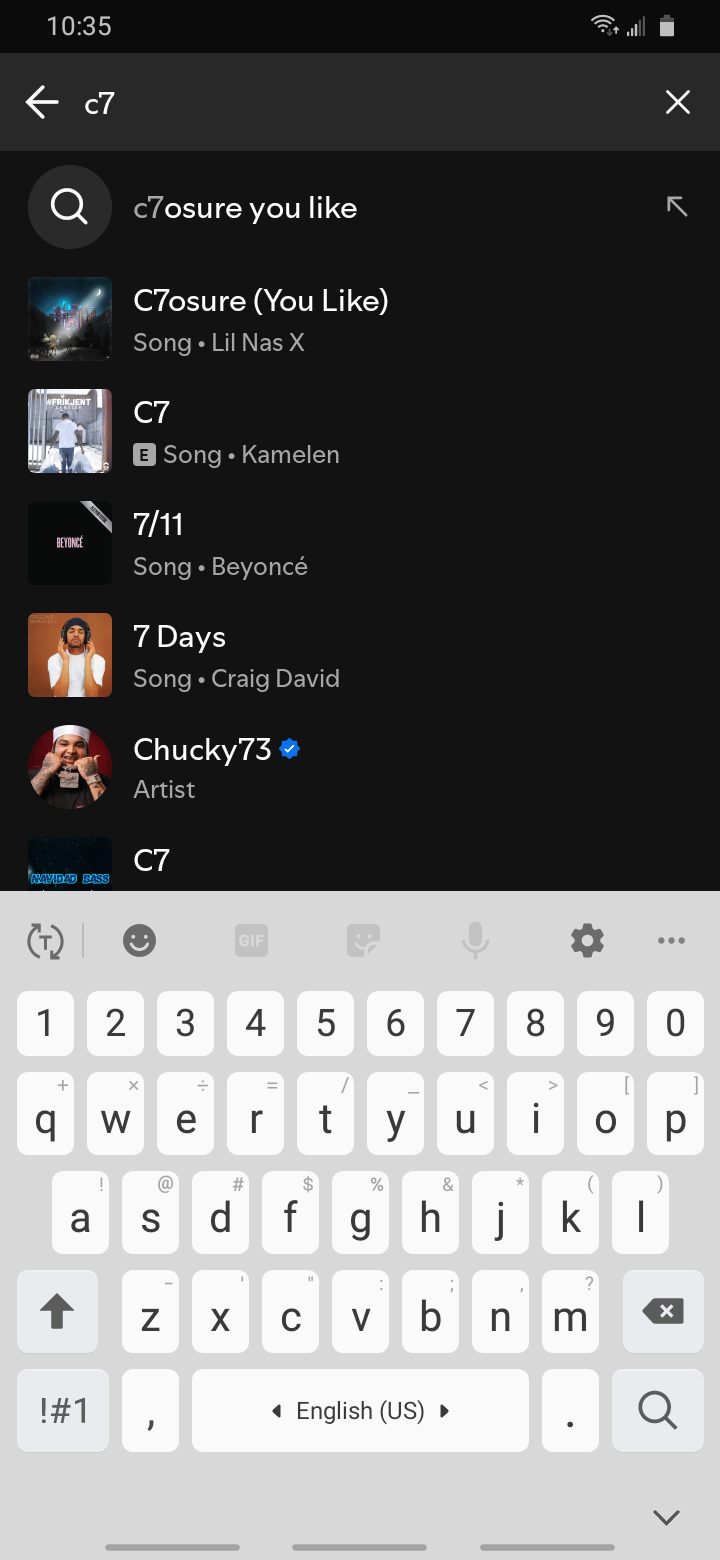 10:35
c7
c7osure you like
C7osure (You Like)
Song • Lil Nas X
#FRIKJENT
C7
E Song • Kamelen
BEYONCÉ
7/11
Song • Beyoncé
7 Days
Song • Craig David
Chucky73
Artist
NAVIDAD BASS
C7
T
GIF
1 2 3 4 5 6 7 8 9 0
+ × ÷ = / _ < > [ ]
q w e r t y u i o p
! @ # $ % & * ( )
a s d f g h j k l
- ' " : ; , ?
z x c v b n m
!#1 , English (US) .